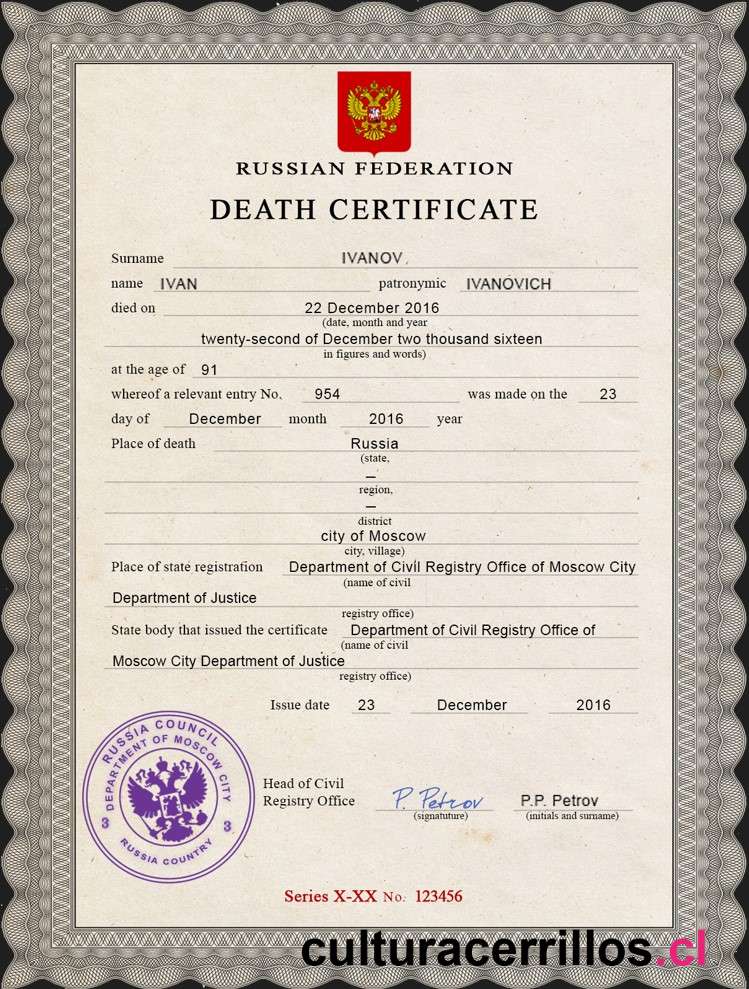 RUSSIAN FEDERATION
DEATH CERTIFICATE
Surname IVANOV
name IVAN patronymic IVANOVICH
died on 22 December 2016
(date, month and year
twenty-second of December two thousand sixteen
in figures and words)
at the age of 91
whereof a relevant entry No. 954 was made on the 23
day of December month 2016 year
Place of death Russia
(state,
—
region,
—
district
city of Moscow
city, village)
Place of state registration Department of Civil Registry Office of Moscow City
(name of civil
Department of Justice
registry office)
State body that issued the certificate Department of Civil Registry Office of
(name of civil
Moscow City Department of Justice
registry office)
Issue date 23 December 2016
RUSSIA COUNCIL
DEPARTMENT OF MOSCOW CITY
3 3
RUSSIA COUNTRY
Head of Civil
Registry Office P. Petrov P.P. Petrov
(signatuture) (initials and surname)
Series X-XX No. 123456
culturacerrillos.cl